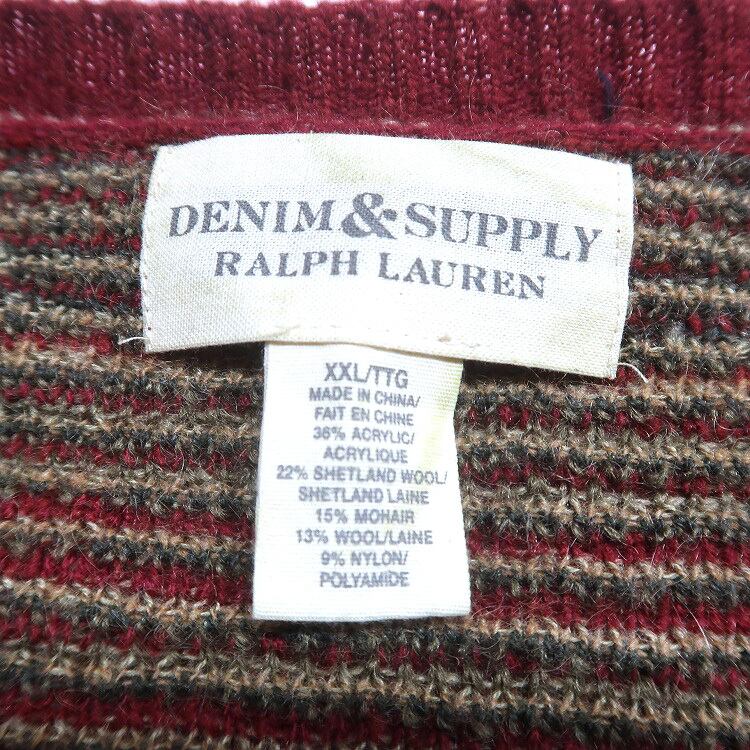 DENIM & SUPPLY
RALPH LAUREN
XXL/TTG
MADE IN CHINA/
FAIT EN CHINE
36% ACRYLIC/
ACRYLIQUE
22% SHETLAND WOOL/
SHETLAND LAINE
15% MOHAIR
13% WOOL/LAINE
9% NYLON/
POLYAMIDE